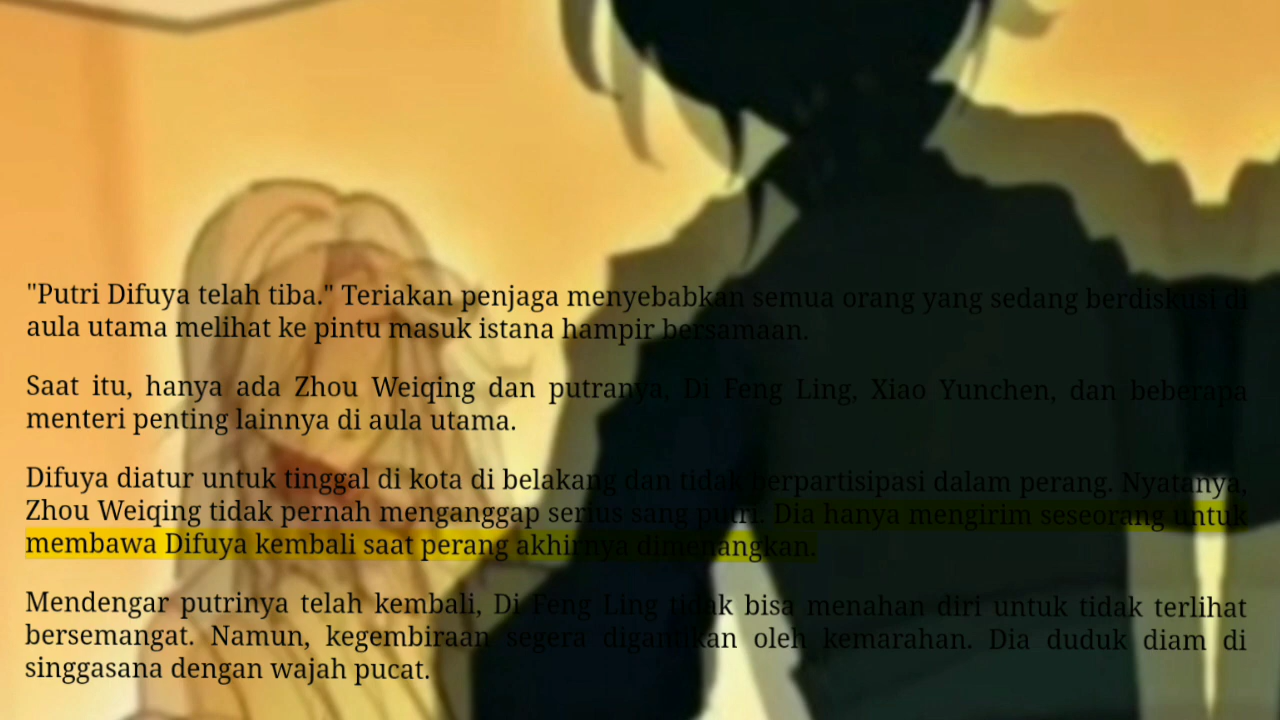 "Putri Difuya telah tiba." Teriakan penjaga menyebabkan semua orang yang sedang berdiskusi di
aula utama melihat ke pintu masuk istana hampir bersamaan.
Saat itu, hanya ada Zhou Weiqing dan putranya, Di Feng Ling, Xiao Yunchen, dan beberapa
menteri penting lainnya di aula utama.
Difuya diatur untuk tinggal di kota di belakang dan tidak berpartisipasi dalam perang. Nyatanya,
Zhou Weiqing tidak pernah menganggap serius sang putri. Dia hanya mengirim seseorang untuk
membawa Difuya kembali saat perang akhirnya dimenangkan.
Mendengar putrinya telah kembali, Di Feng Ling tidak bisa menahan diri untuk tidak terlihat
bersemangat. Namun, kegembiraan segera digantikan oleh kemarahan. Dia duduk diam di
singgasana dengan wajah pucat.